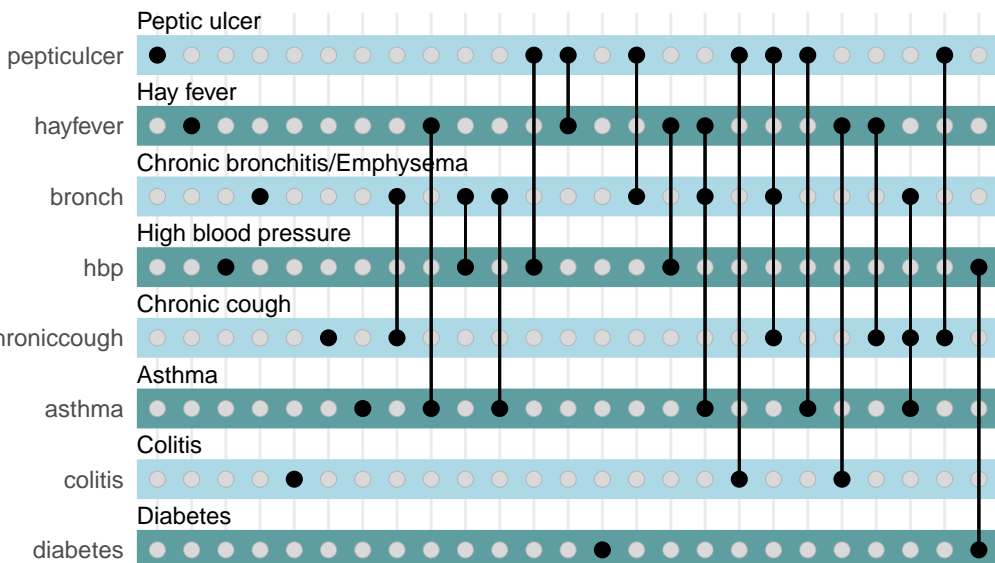 Peptic ulcer
pepticulcer
Hay fever
hayfever
Chronic bronchitis/Emphysema
bronch
High blood pressure
hbp
Chronic cough
hroniccough
Asthma
asthma
Colitis
colitis
Diabetes
diabetes